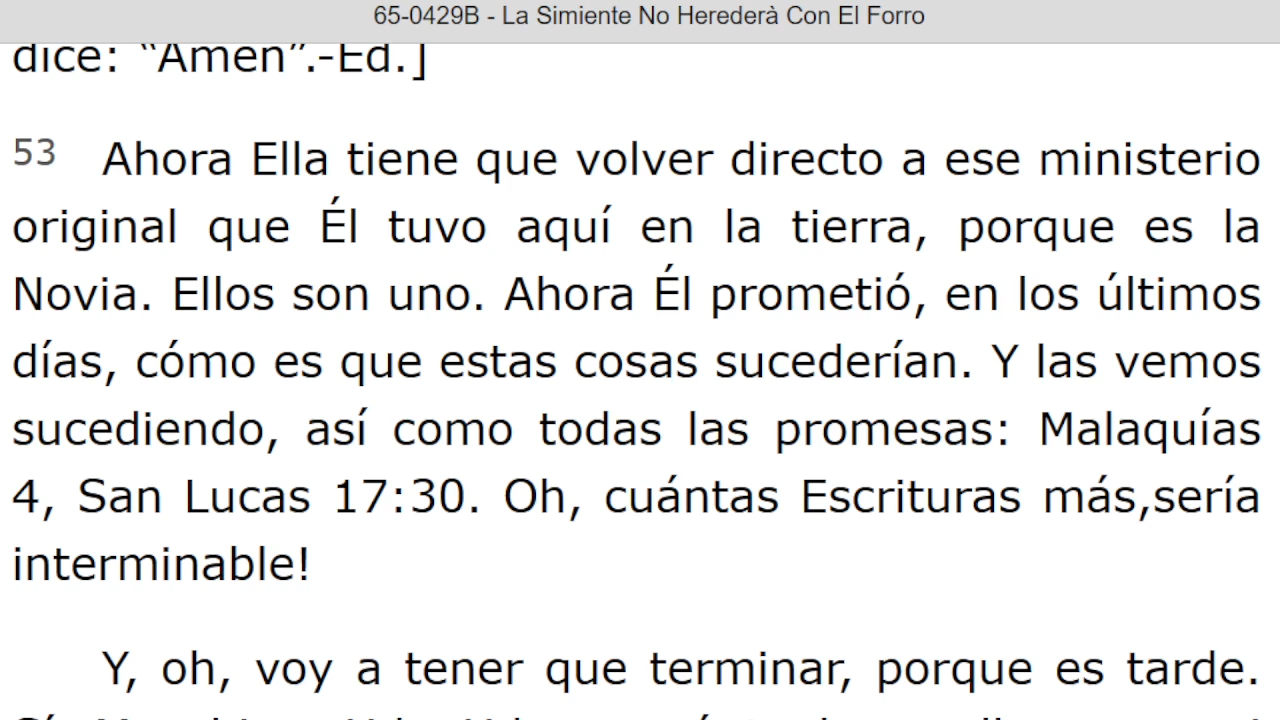 65-0429B - La Simiente No Herederà Con El Forro
dice: “Amén”.-Ed.]
53 Ahora Ella tiene que volver directo a ese ministerio
original que Él tuvo aquí en la tierra, porque es la
Novia. Ellos son uno. Ahora Él prometió, en los últimos
días, cómo es que estas cosas sucederían. Y las vemos
sucediendo, así como todas las promesas: Malaquías
4, San Lucas 17:30. Oh, cuántas Escrituras más,sería
interminable!
Y, oh, voy a tener que terminar, porque es tarde.